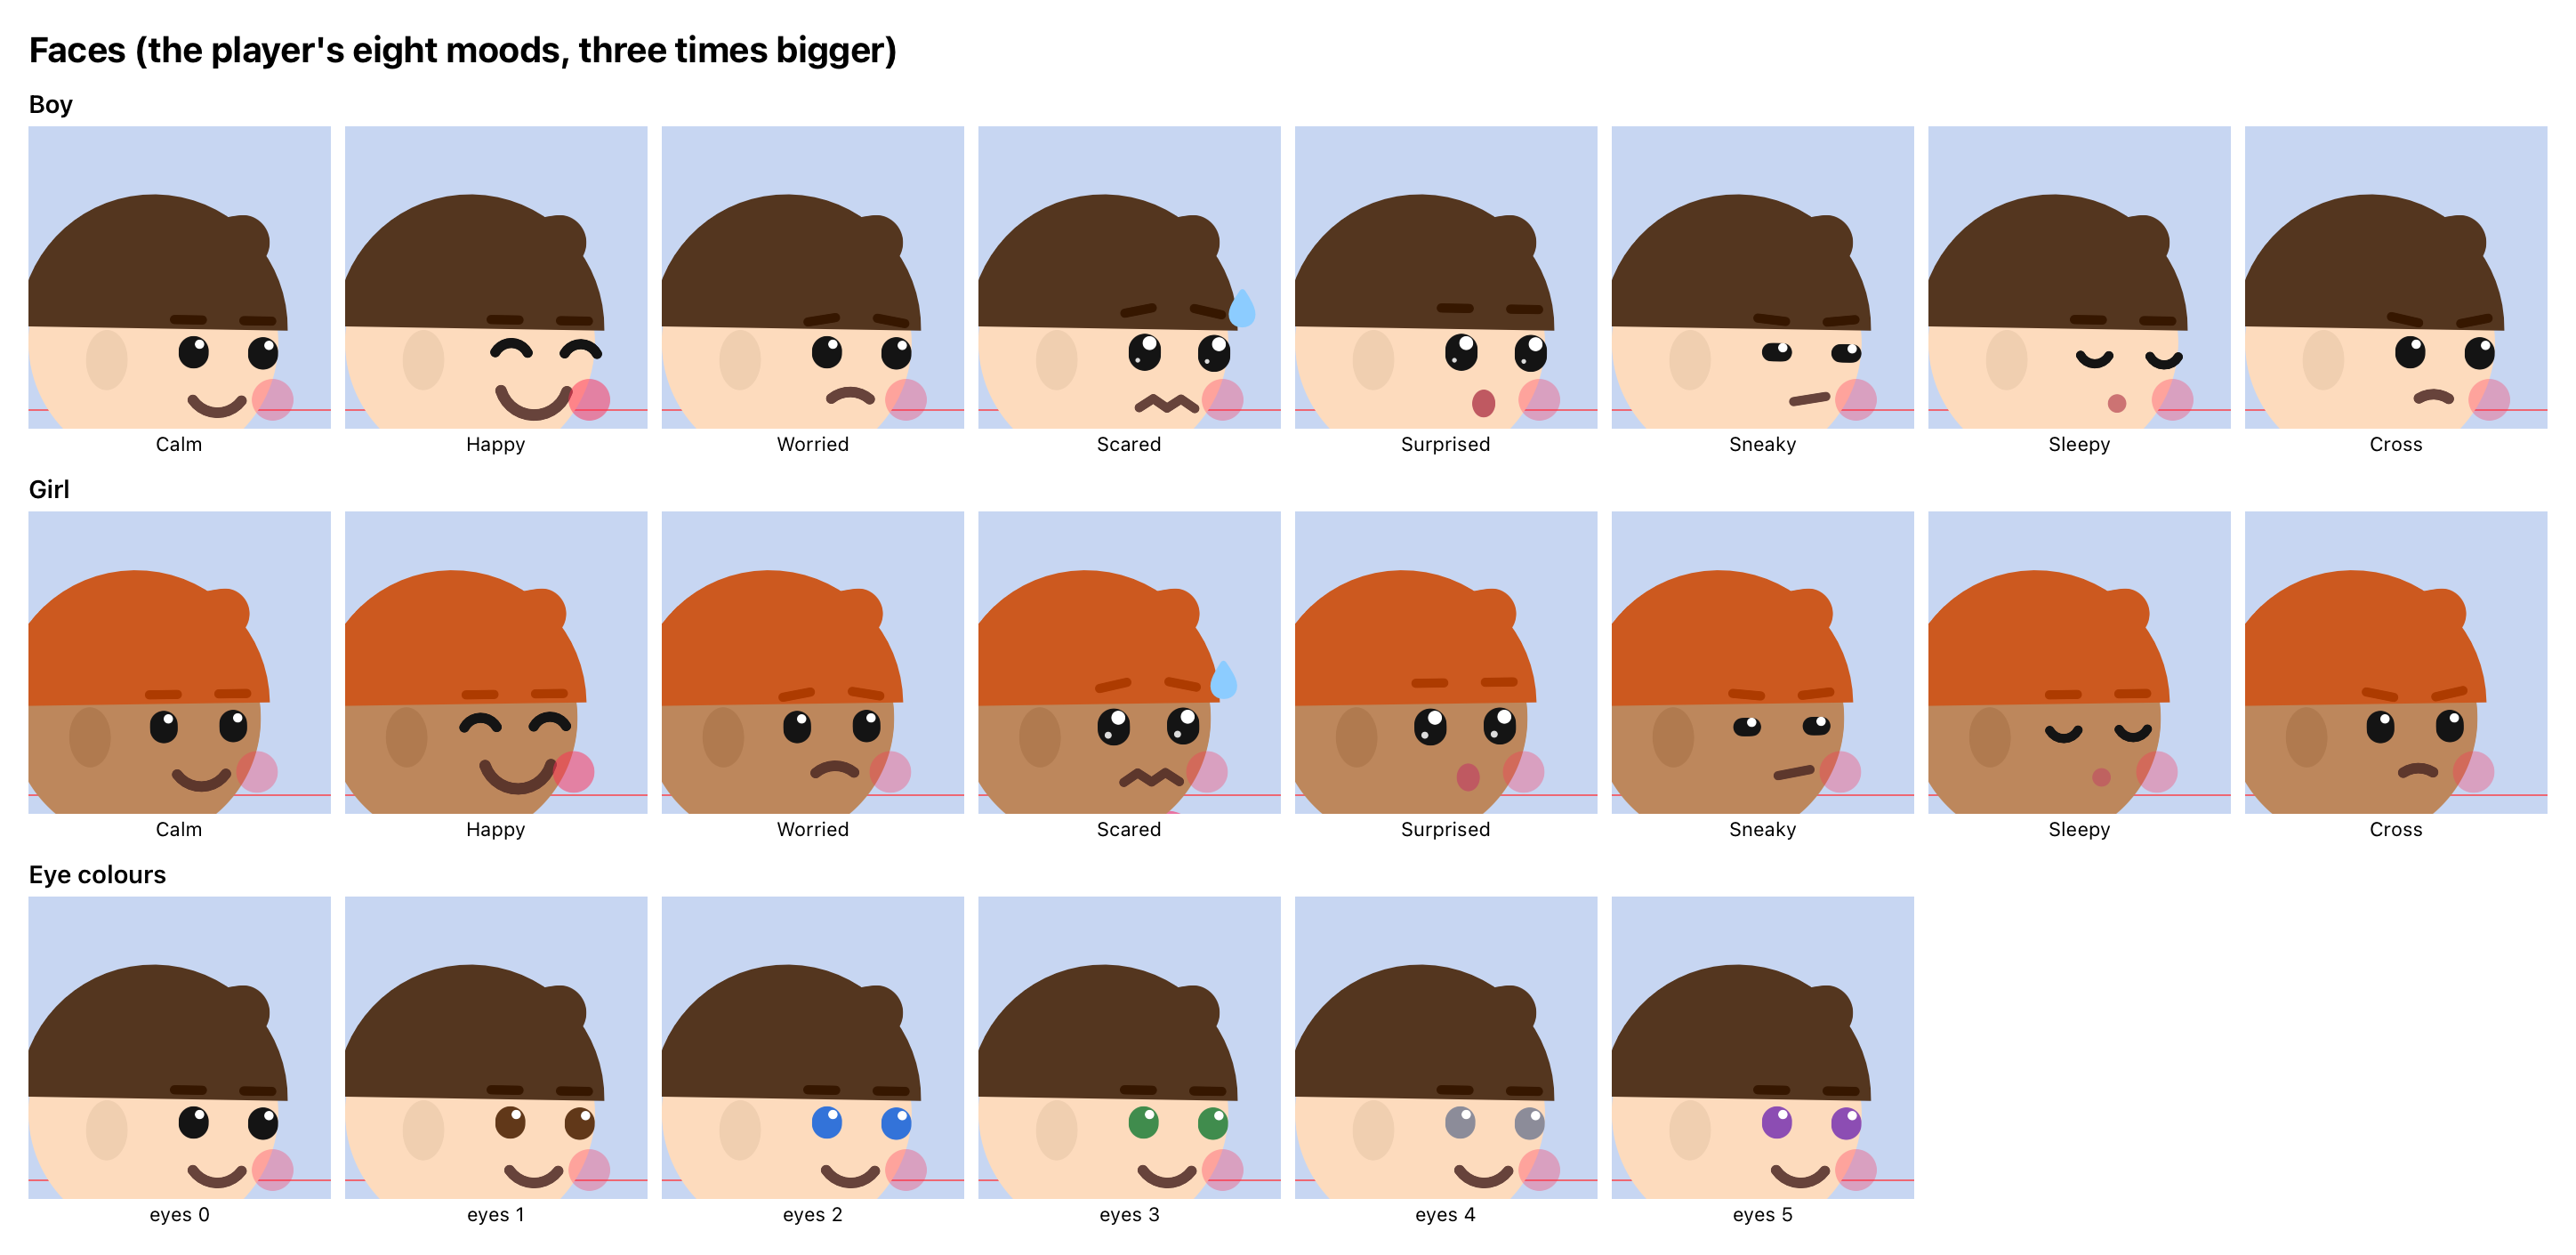 Faces (the player's eight moods, three times bigger)
Boy
Calm Happy Worried Scared Surprised Sneaky Sleepy Cross
Girl
Calm Happy Worried Scared Surprised Sneaky Sleepy Cross
Eye colours
eyes 0 eyes 1 eyes 2 eyes 3 eyes 4 eyes 5